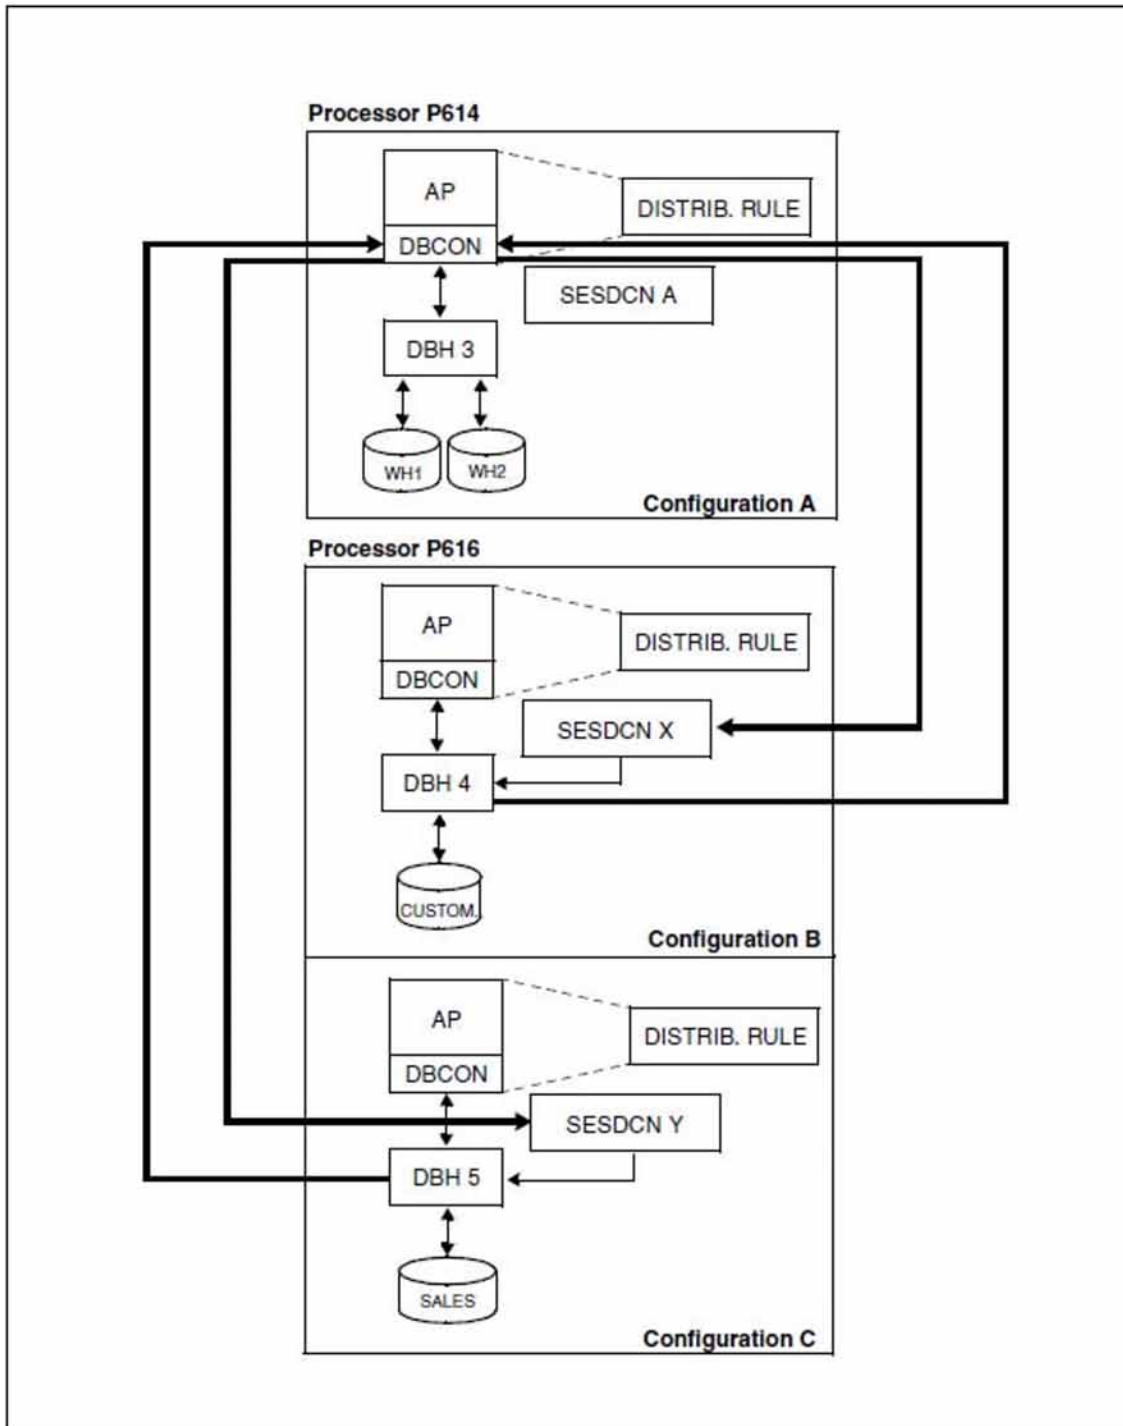 Processor P614
AP
DISTRIB. RULE
DBCON
SESDCN A
DBH 3
WH1
WH2
Configuration A
Processor P616
AP
DISTRIB. RULE
DBCON
SESDCN X
DBH 4
CUSTOM.
Configuration B
AP
DISTRIB. RULE
DBCON
SESDCN Y
DBH 5
SALES
Configuration C